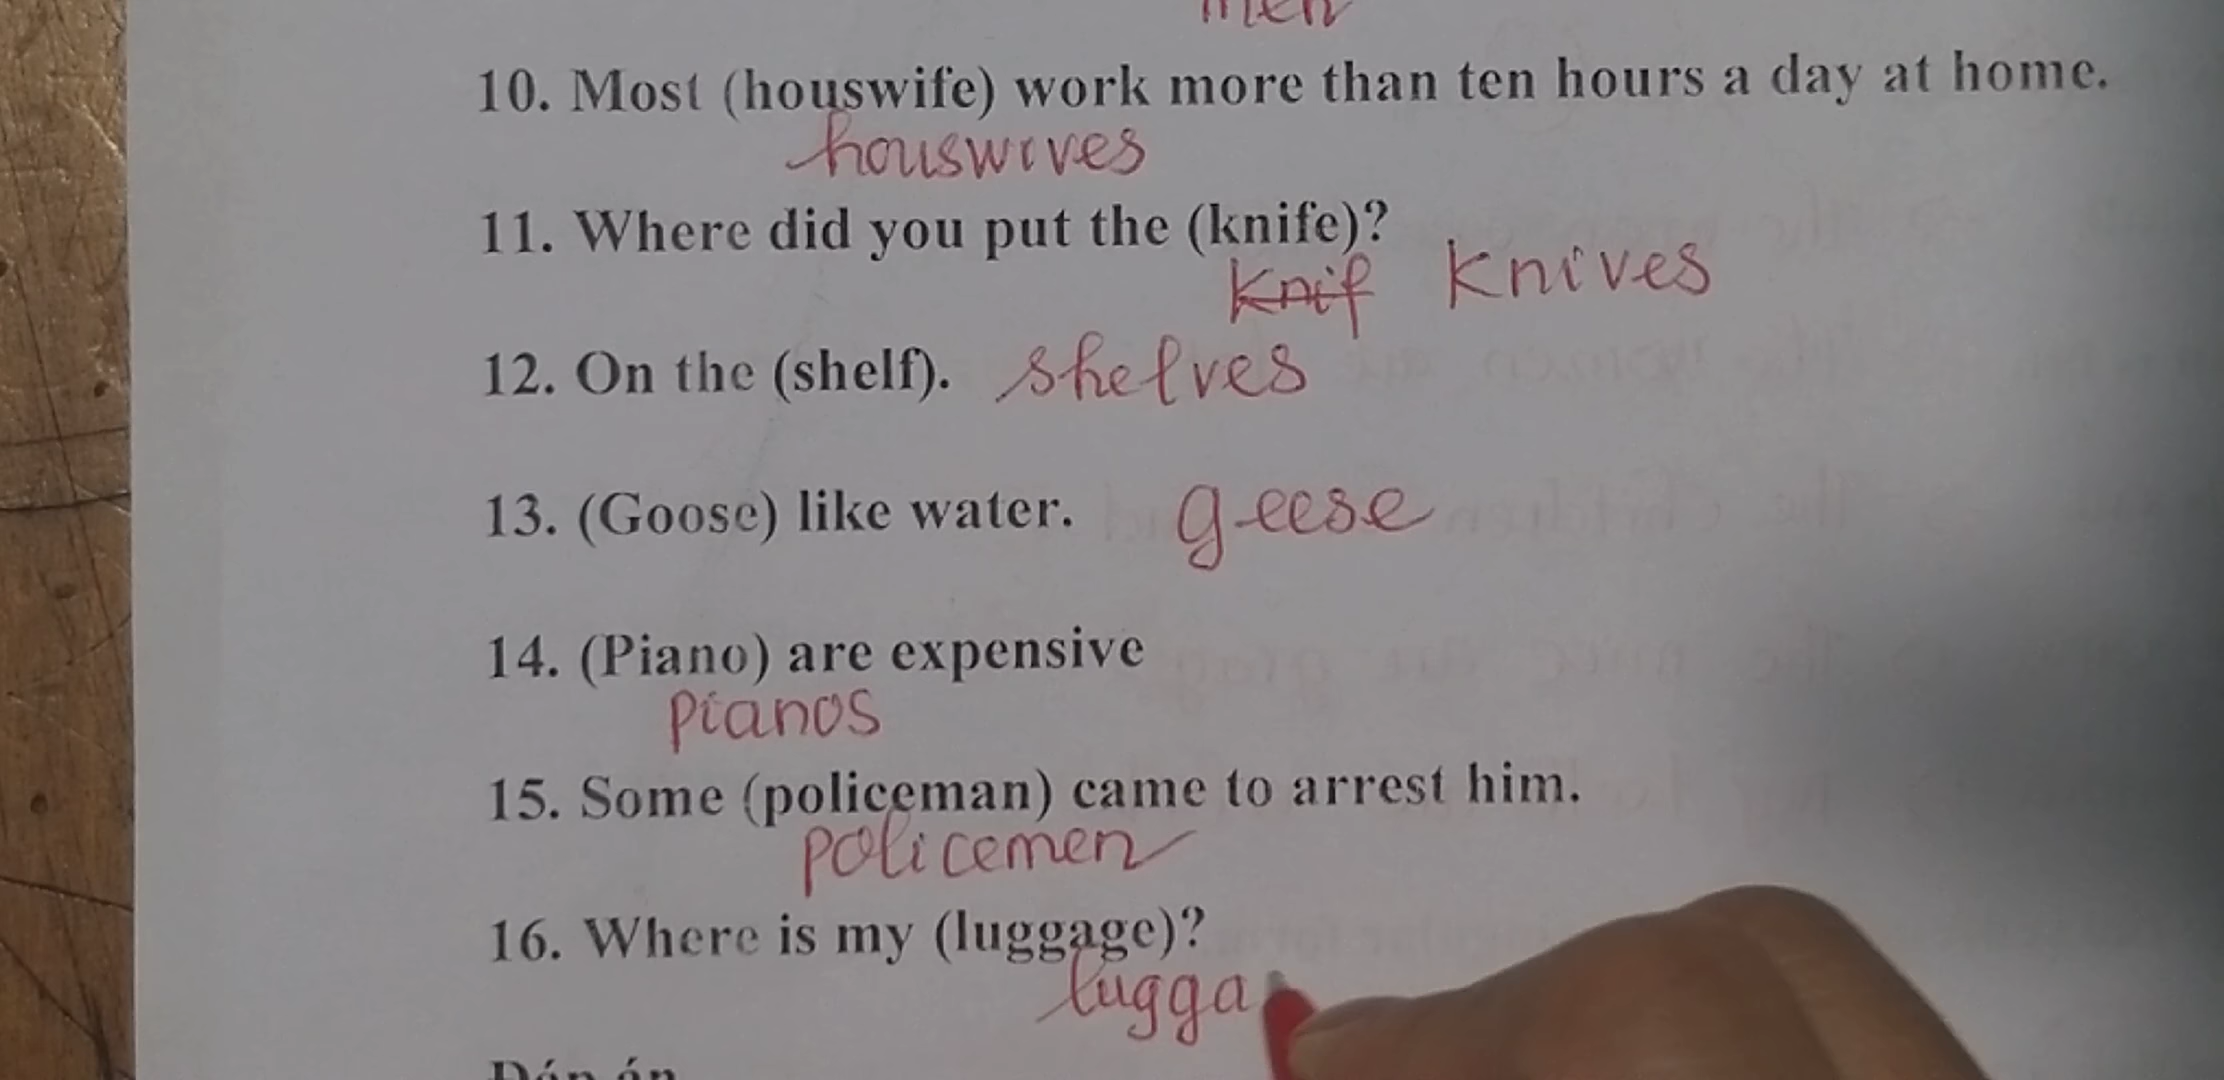 men
10. Most (houswife) work more than ten hours a day at home.
houswives
11. Where did you put the (knife)?
knif knives
12. On the (shelf). shelves
13. (Goose) like water. geese
14. (Piano) are expensive
pianos
15. Some (policeman) came to arrest him.
policemen
16. Where is my (luggage)?
lugga
Đáp án